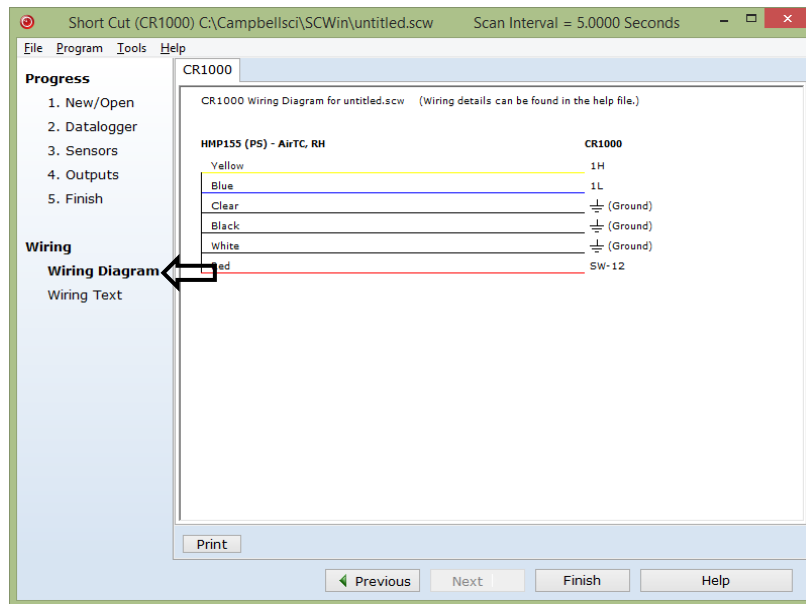 Short Cut (CR1000) C:\Campbellsci\SCWin\untitled.scw Scan Interval = 5.0000 Seconds
File Program Tools Help
Progress
1. New/Open
2. Datalogger
3. Sensors
4. Outputs
5. Finish
Wiring
Wiring Diagram
Wiring Text
CR1000
CR1000 Wiring Diagram for untitled.scw (Wiring details can be found in the help file.)
HMP155 (PS) - AirTC, RH CR1000
Yellow 1H
Blue 1L
Clear (Ground)
Black (Ground)
White (Ground)
Red SW-12
Print
Previous Next Finish Help